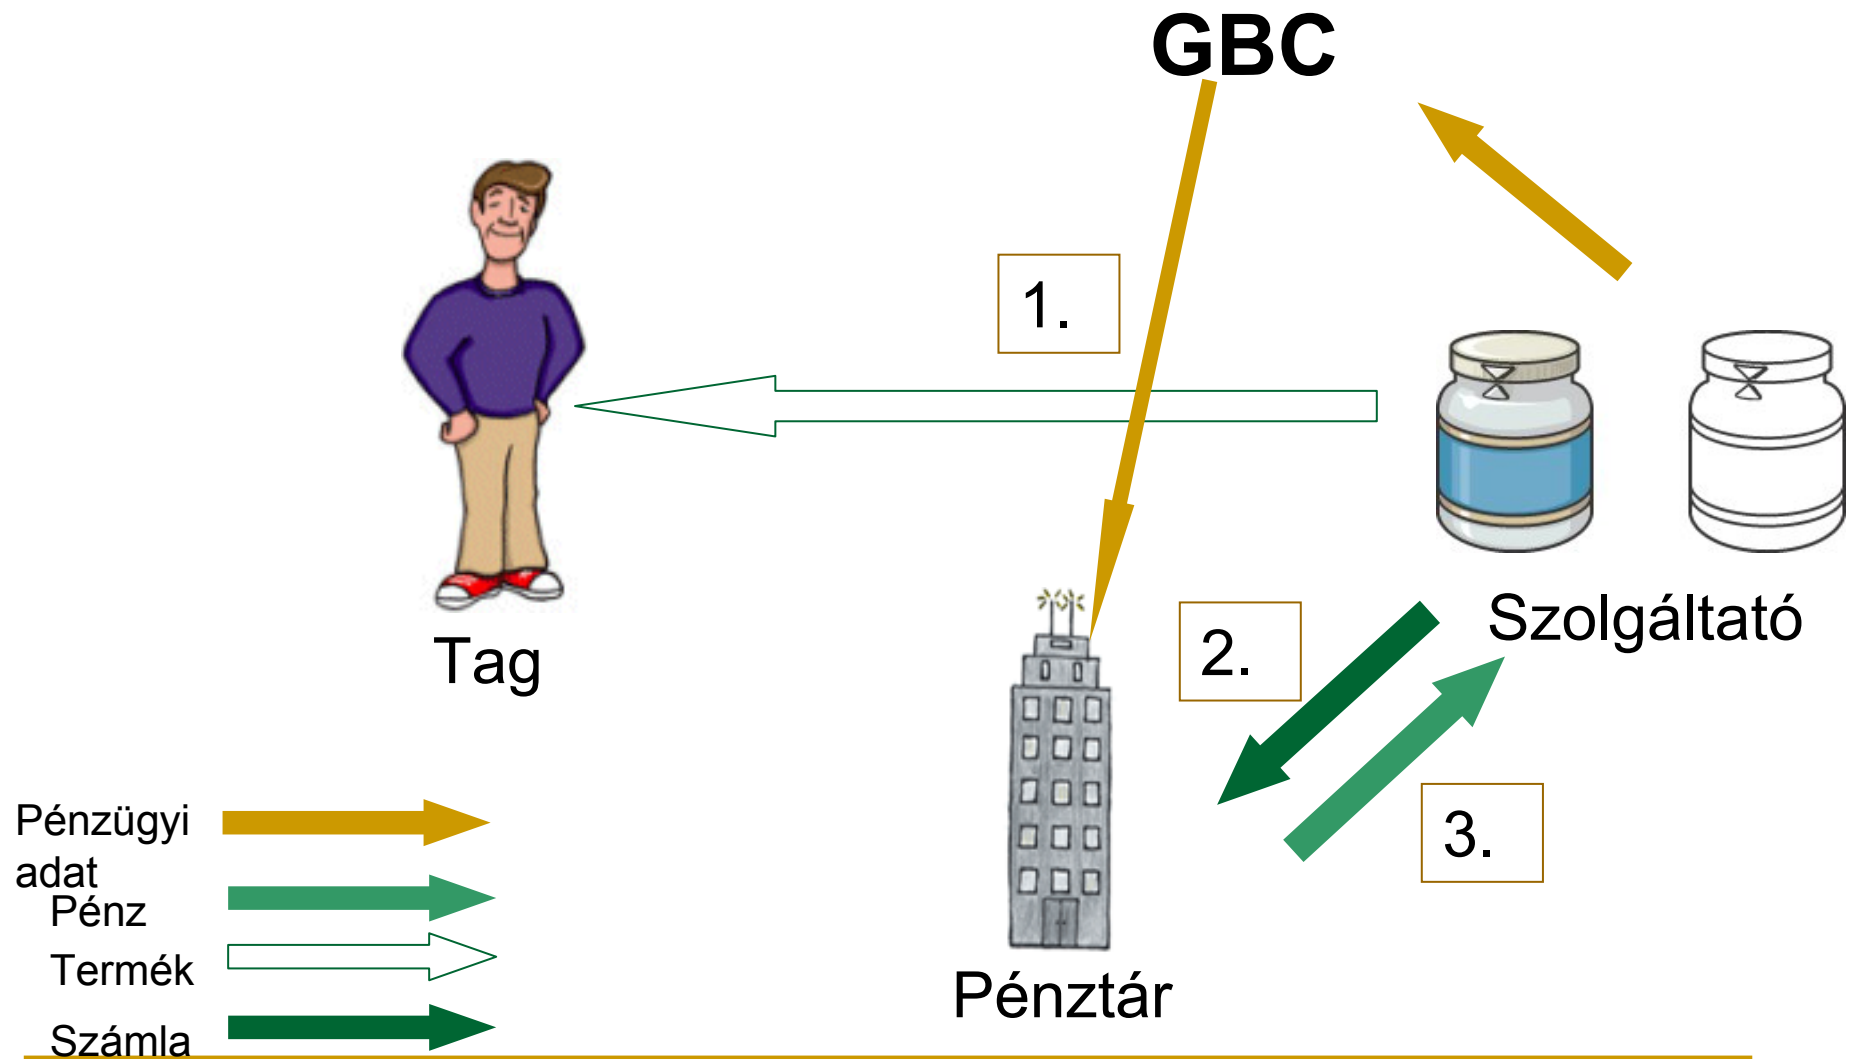 GBC
1.
Tag
2.
Szolgáltató
3.
Pénztár
Pénzügyi
adat
Pénz
Termék
Számla